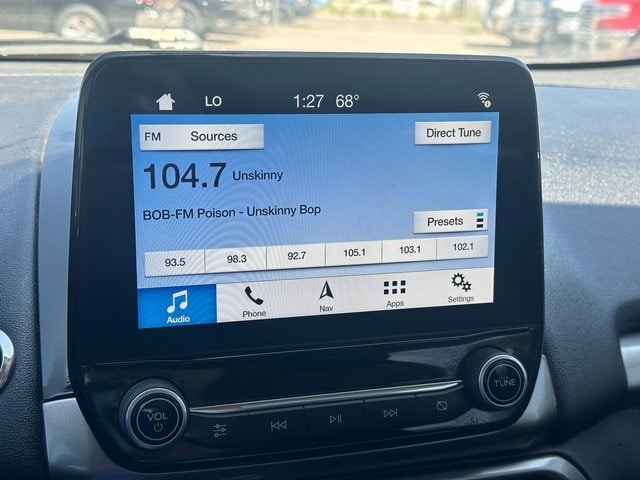 LO 1:27 68°
FM Sources Direct Tune
104.7 Unskinny
BOB-FM Poison - Unskinny Bop
Presets
93.5 98.3 92.7 105.1 103.1 102.1
Audio Phone Nav Apps Settings
VOL TUNE